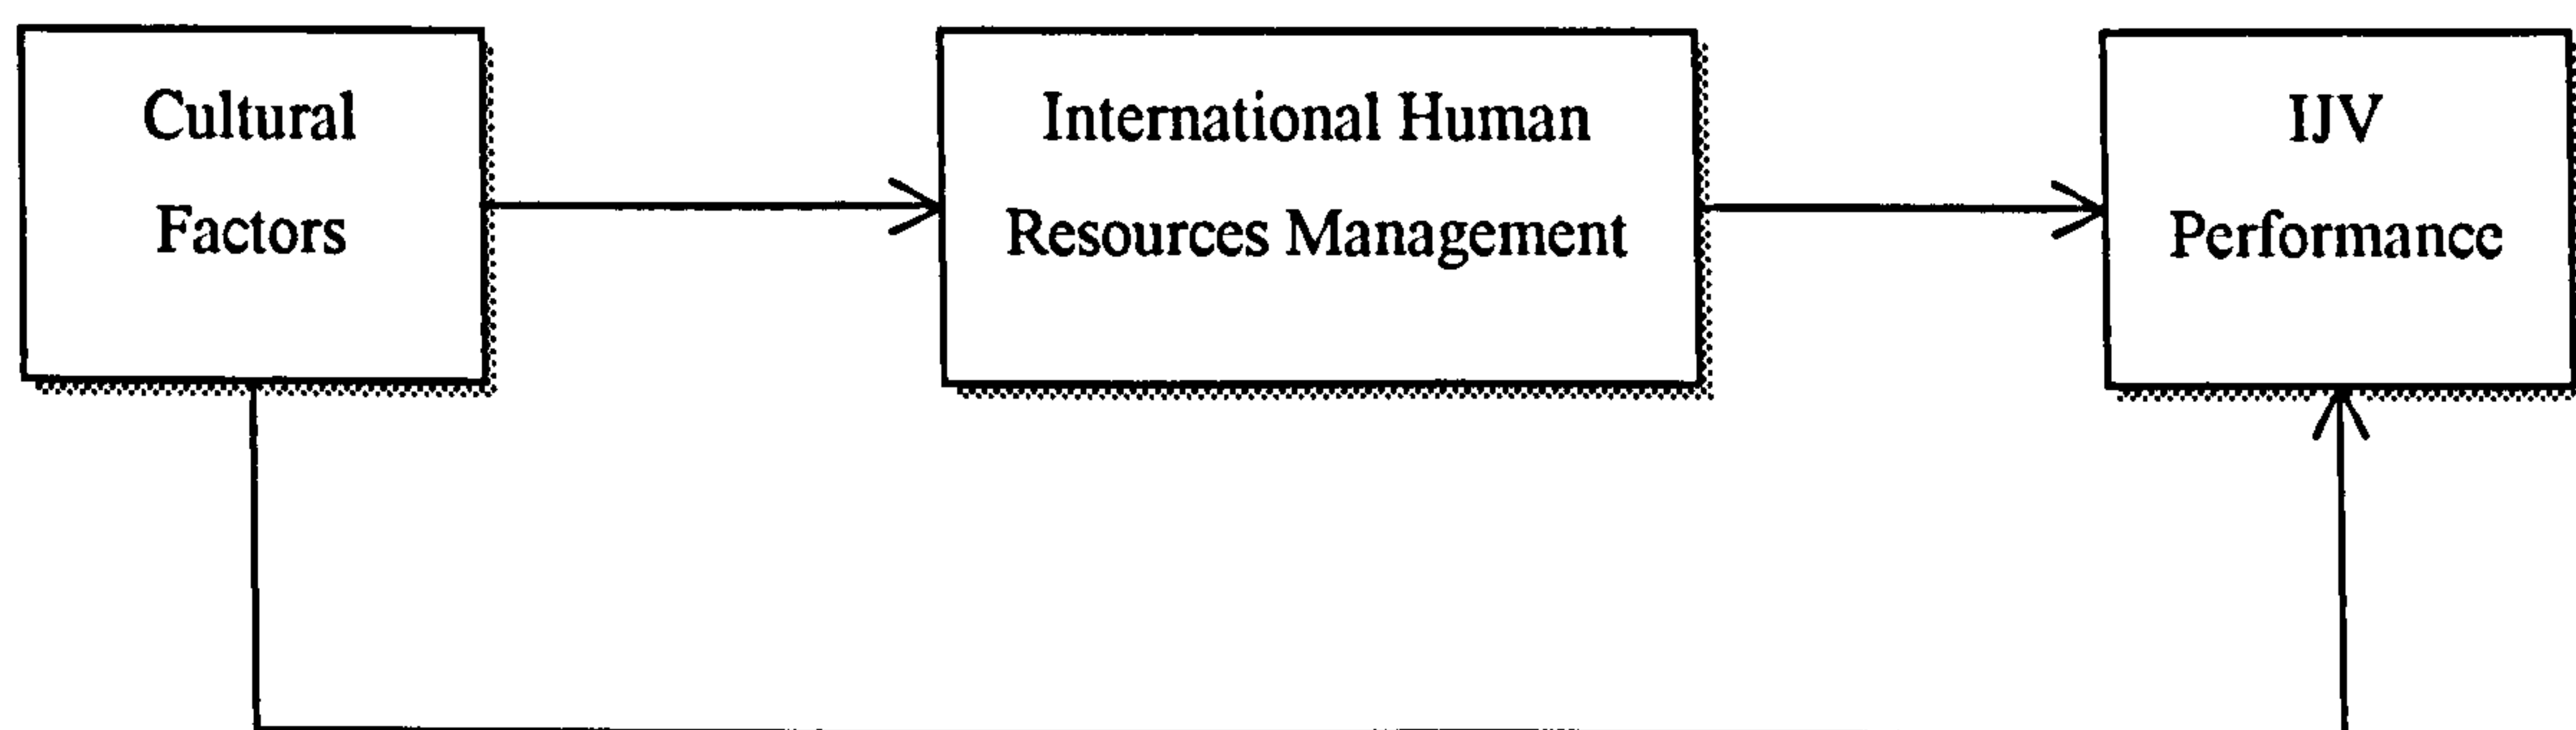 Cultural
Factors
International Human
Resources Management
IJV
Performance